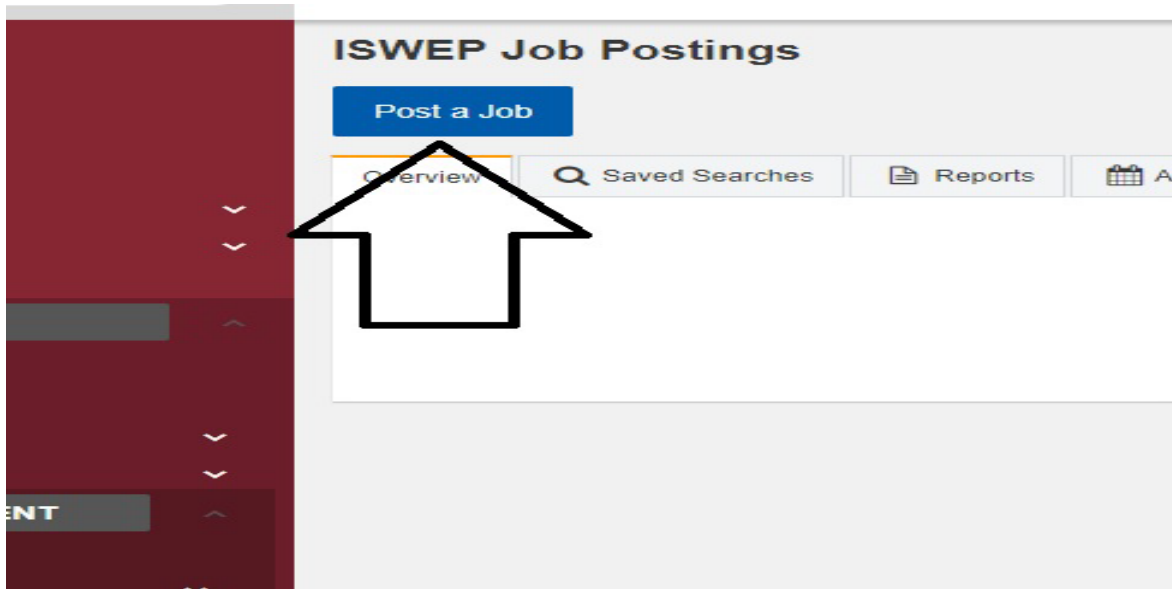 ISWEP Job Postings
Post a Job
Overview Saved Searches Reports A
ENT